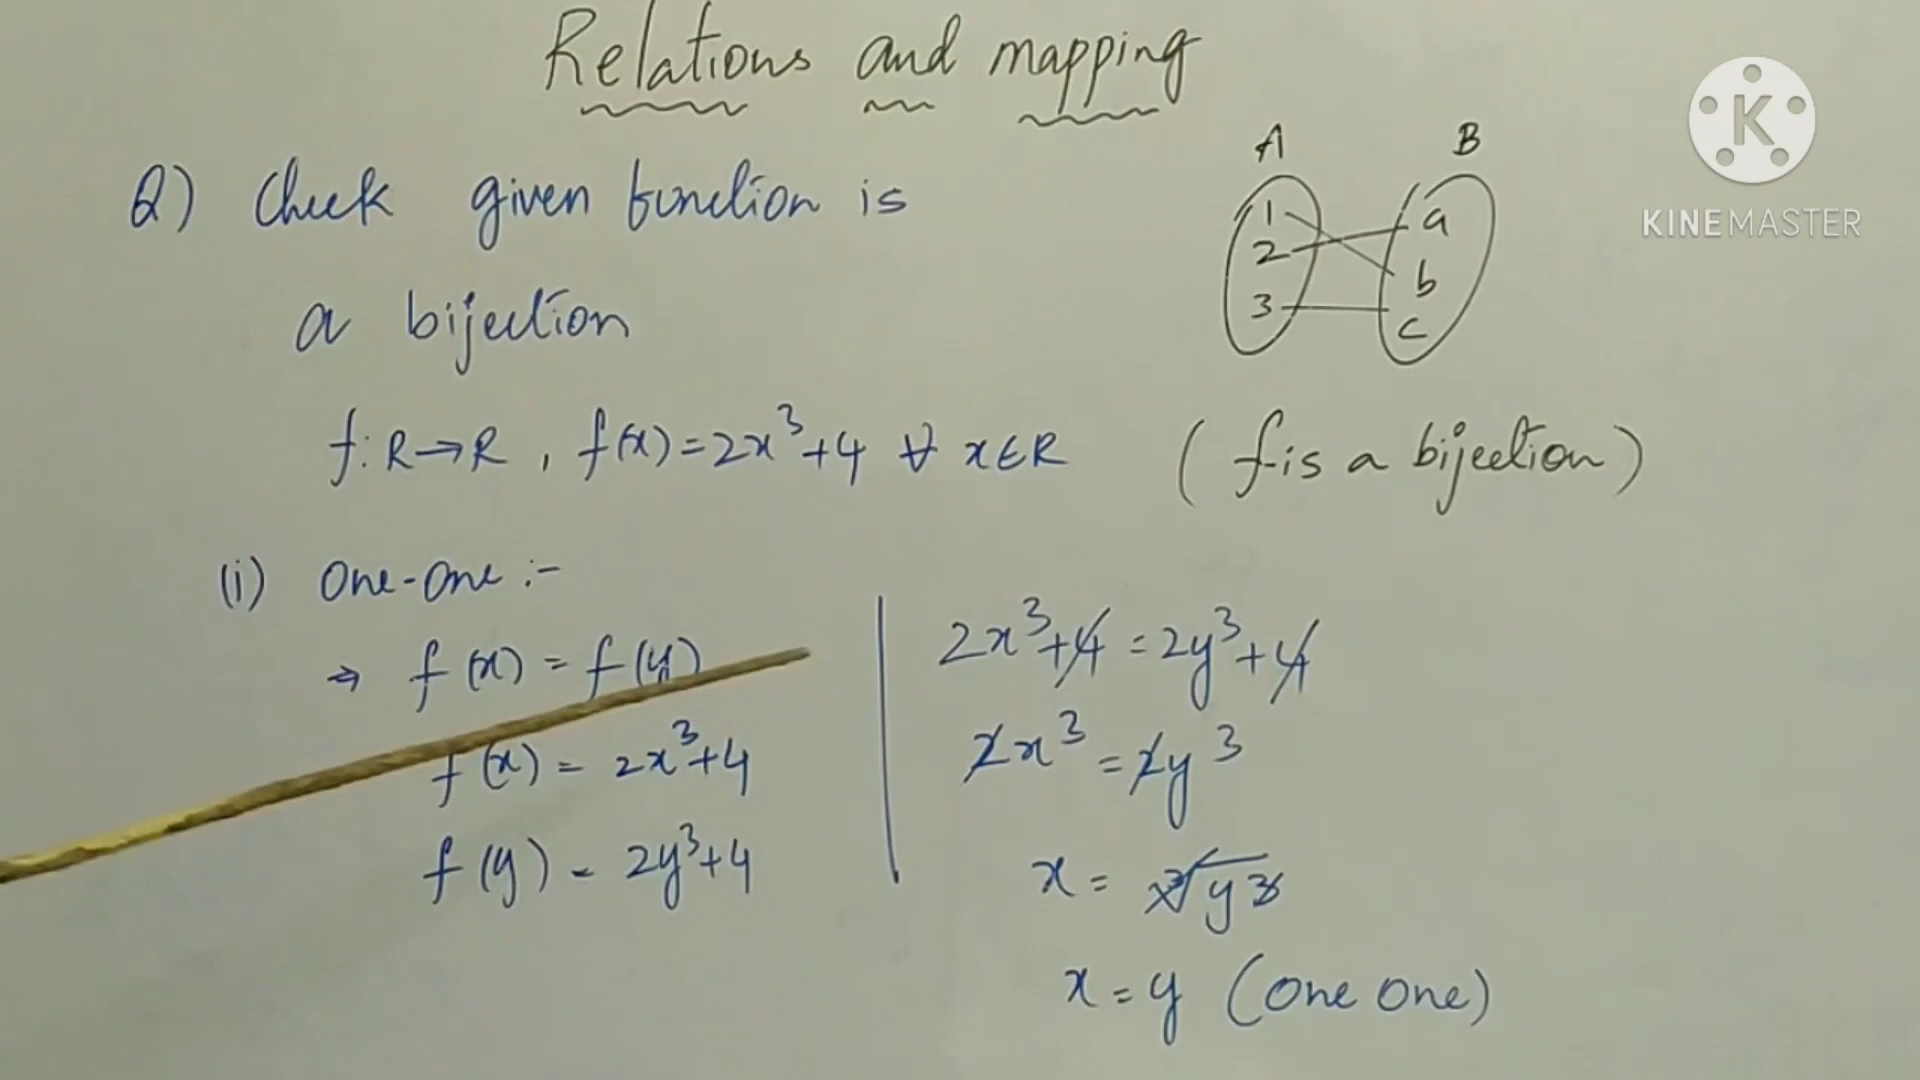 Relations and mapping
K
KINEMASTER
A B
1 a
2 b
3 c
Q) Check given function is
a bijection
f: R→R , f(x) = 2x³+4 ∀ x∈R
( f is a bijection )
(i) One-One :-
⇒ f(x) = f(y)
f(x) = 2x³+4
f(y) = 2y³+4
2x³+4 = 2y³+4
2x³ = 2y³
x = ∛y³
x = y (One One)